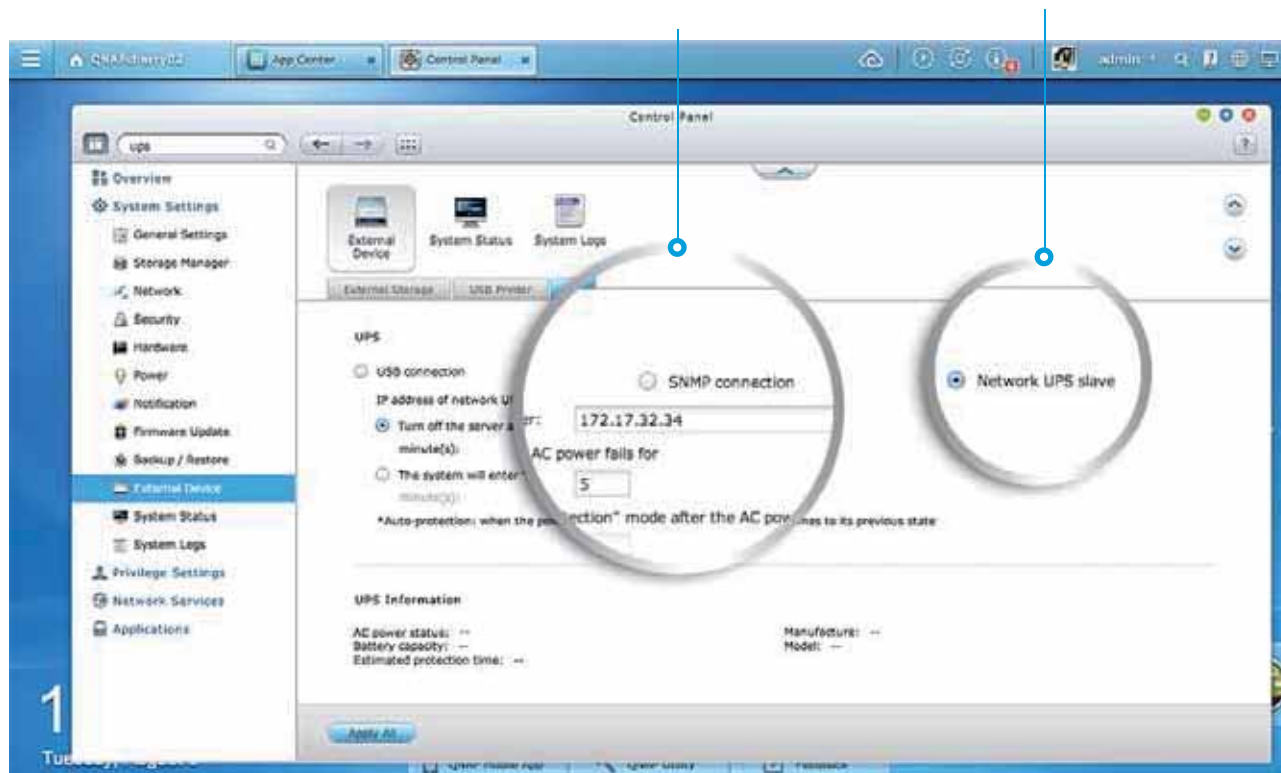 App Center
Control Panel
admin
Control Panel
ups
Overview
System Settings
General Settings
Storage Manager
Network
Security
Hardware
Power
Notification
Firmware Update
Backup / Restore
External Device
System Status
System Logs
Privilege Settings
Network Services
Applications
External Device
System Status
System Logs
External Storage
USB Printer
UPS
USB connection
SNMP connection
Network UPS slave
IP address of network
172.17.32.34
Turn off the server
AC power fails for
minute(s):
5
The system will enter
minute(s):
ection" mode after the AC
*Auto-protection: when the
to its previous state
UPS Information
AC power status: --
Manufacture: --
Battery capacity: --
Model: --
Estimated protection time: --
Apply All
1